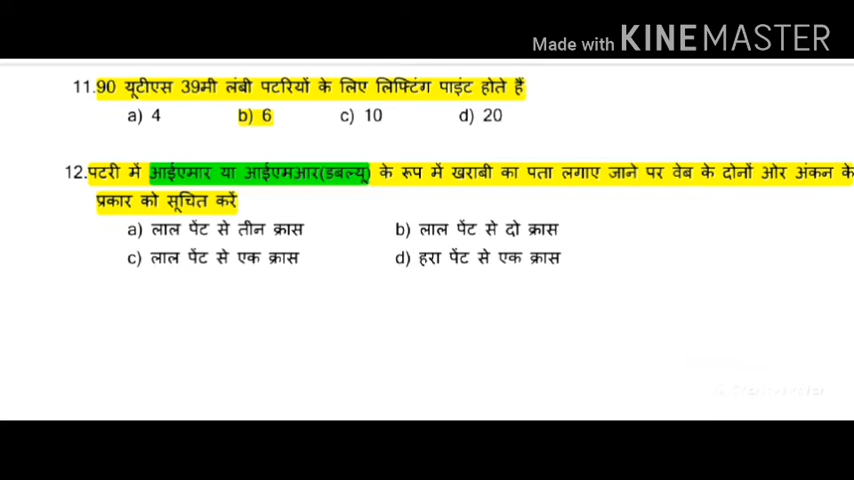 Made with KINEMASTER
11.90 यूटीएस 39मी लंबी पटरियों के लिए लिफ्टिंग पाइंट होते हैं
a) 4 b) 6 c) 10 d) 20
12.पटरी में आईएमार या आईएमआर(डबल्यू) के रूप में खराबी का पता लगाए जाने पर वेब के दोनों ओर अंकन के
प्रकार को सूचित करें
a) लाल पेंट से तीन क्रास b) लाल पेंट से दो क्रास
c) लाल पेंट से एक क्रास d) हरा पेंट से एक क्रास